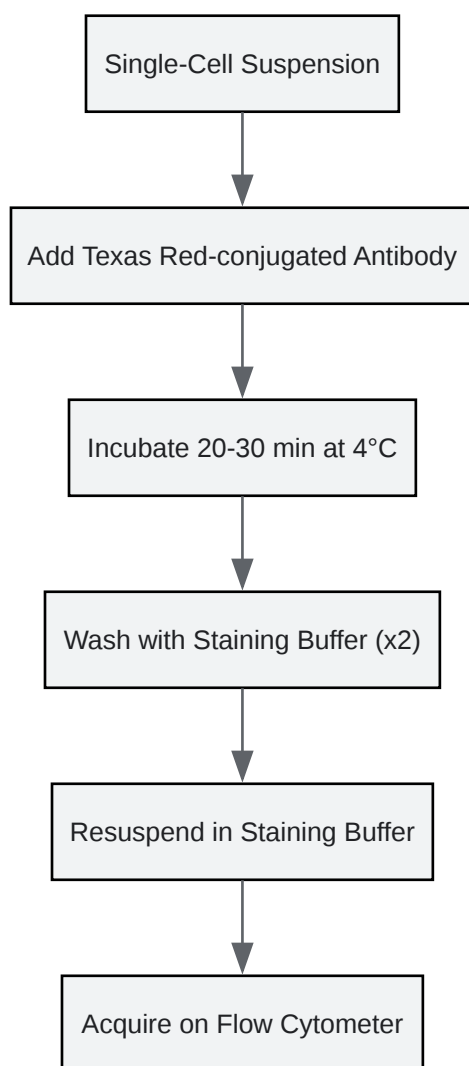 Single-Cell Suspension
Add Texas Red-conjugated Antibody
Incubate 20-30 min at 4°C
Wash with Staining Buffer (x2)
Resuspend in Staining Buffer
Acquire on Flow Cytometer